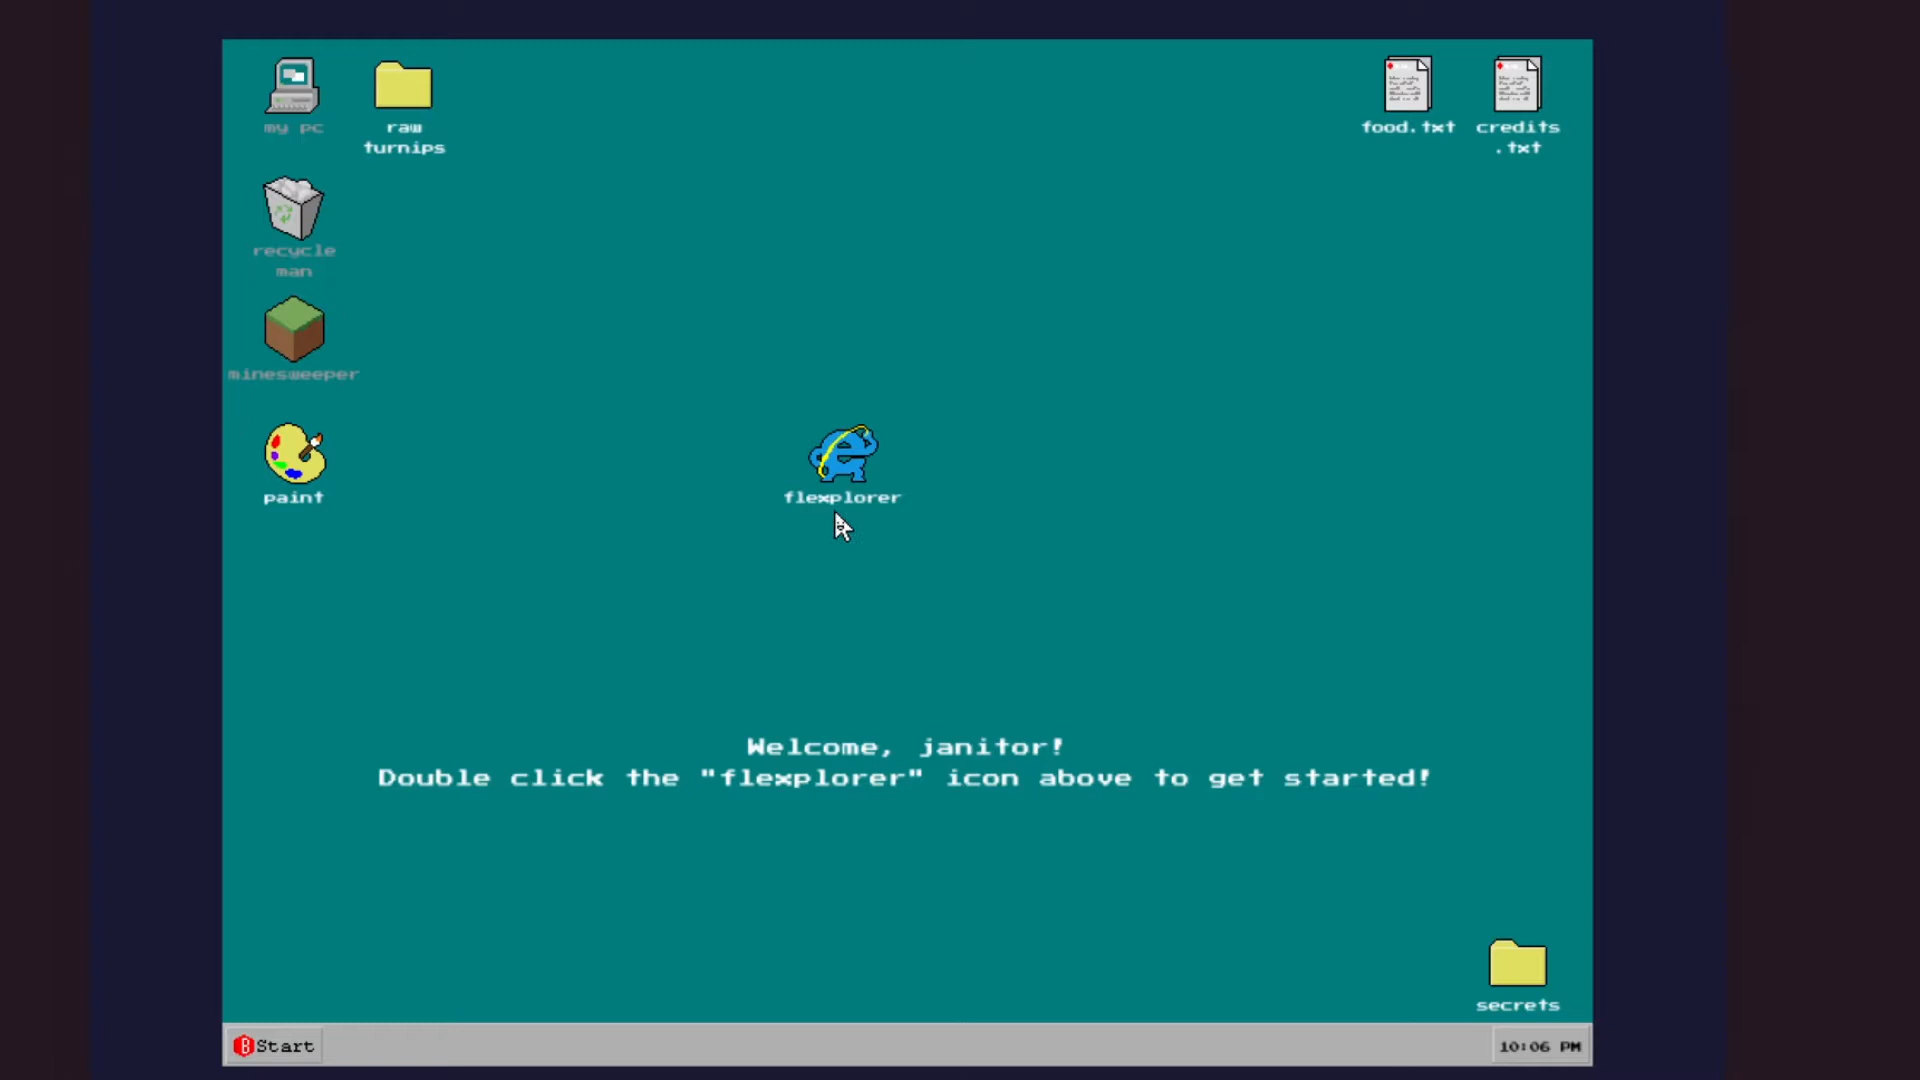 my pc
raw
turnips
food.txt
credits
.txt
recycle
man
minesweeper
paint
flexplorer
Welcome, janitor!
Double click the "flexplorer" icon above to get started!
secrets
Start
10:06 PM